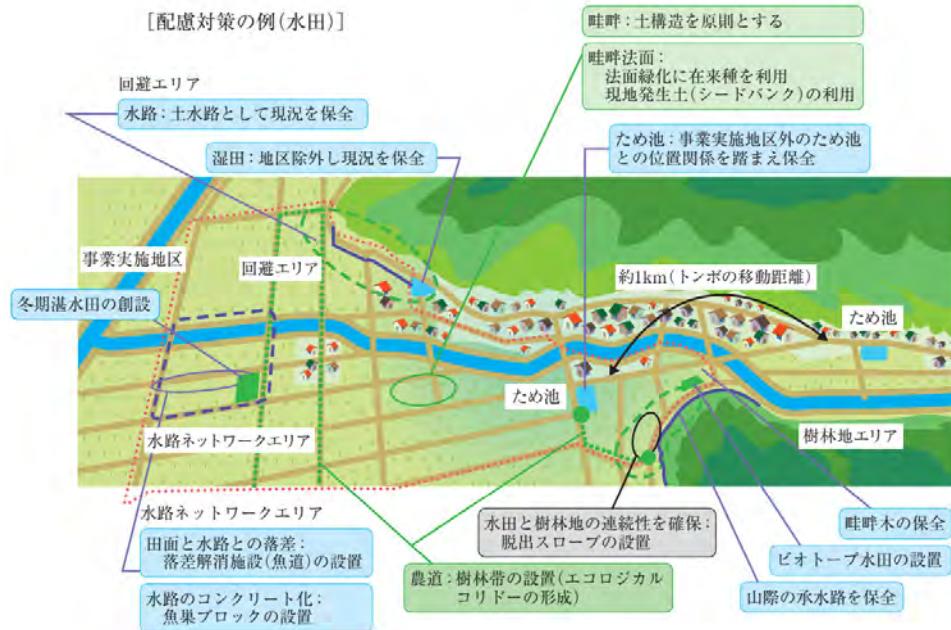 ［配慮対策の例（水田）］
畦畔：土構造を原則とする
畦畔法面：
法面緑化に在来種を利用
現地発生土（シードバンク）の利用
回避エリア
水路：土水路として現況を保全
湿田：地区除外し現況を保全
ため池：事業実施地区外のため池
との位置関係を踏まえ保全
事業実施地区
回避エリア
約1km（トンボの移動距離）
冬期湛水田の創設
ため池
ため池
水路ネットワークエリア
樹林地エリア
水路ネットワークエリア
田面と水路との落差：
落差解消施設（魚道）の設置
水路のコンクリート化：
魚巣ブロックの設置
農道：樹林帯の設置（エコロジカル
コリドーの形成）
水田と樹林地の連続性を確保：
脱出スロープの設置
畦畔木の保全
ビオトープ水田の設置
山際の承水路を保全